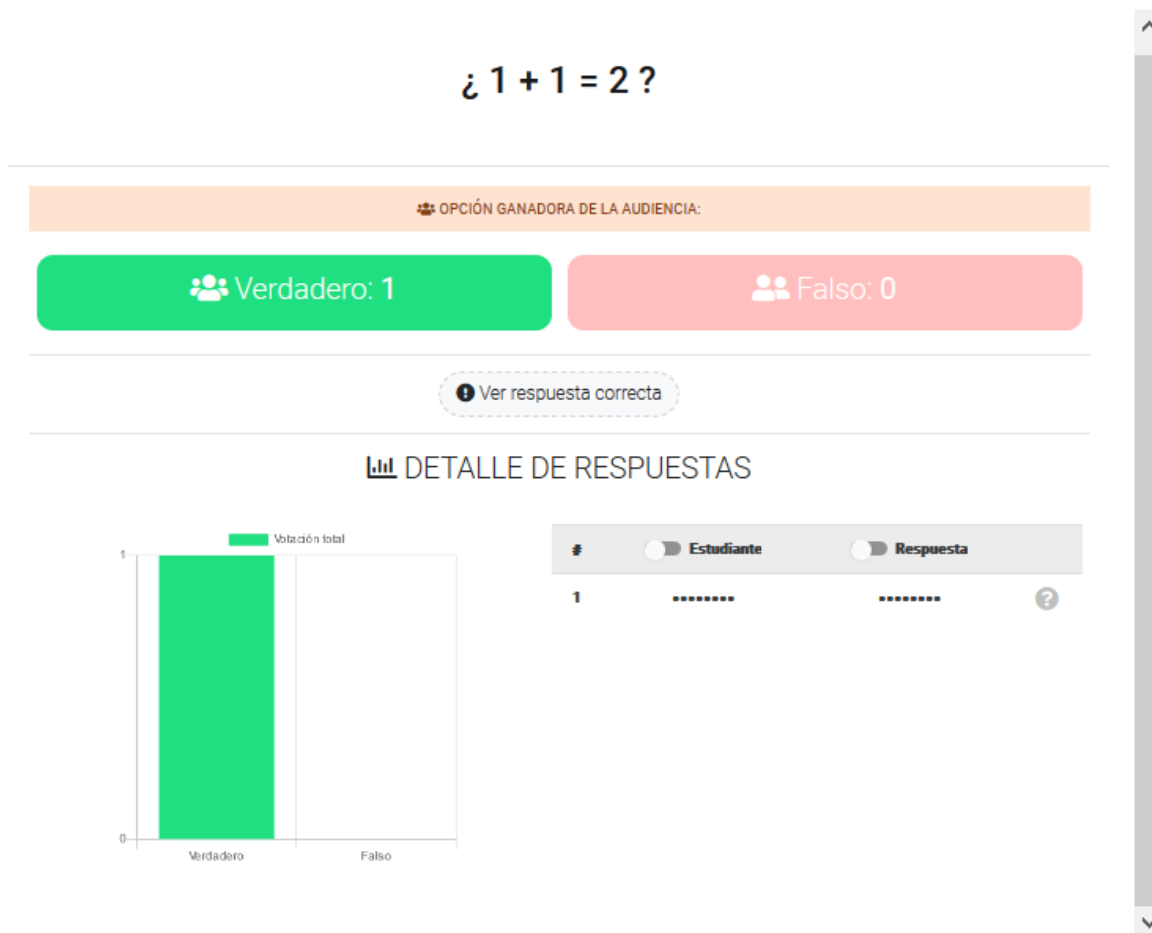 ¿ 1 + 1 = 2 ?
OPCIÓN GANADORA DE LA AUDIENCIA:
Verdadero: 1
Falso: 0
Ver respuesta correcta
DETALLE DE RESPUESTAS
Votación total
1
0
Verdadero
Falso
# Estudiante Respuesta
1 •••••••• ••••••••